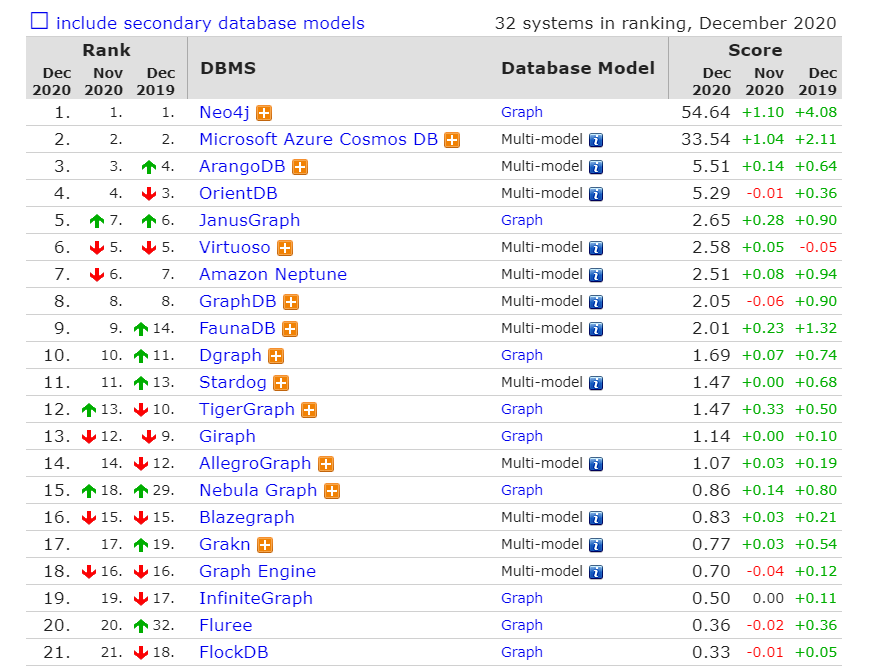 include secondary database models 32 systems in ranking, December 2020
Rank DBMS Database Model Score
Dec 2020 Nov 2020 Dec 2019 Dec 2020 Nov 2020 Dec 2019
1. 1. 1. Neo4j Graph 54.64 +1.10 +4.08
2. 2. 2. Microsoft Azure Cosmos DB Multi-model 33.54 +1.04 +2.11
3. 3. 4. ArangoDB Multi-model 5.51 +0.14 +0.64
4. 4. 3. OrientDB Multi-model 5.29 -0.01 +0.36
5. 7. 6. JanusGraph Graph 2.65 +0.28 +0.90
6. 5. 5. Virtuoso Multi-model 2.58 +0.05 -0.05
7. 6. 7. Amazon Neptune Multi-model 2.51 +0.08 +0.94
8. 8. 8. GraphDB Multi-model 2.05 -0.06 +0.90
9. 9. 14. FaunaDB Multi-model 2.01 +0.23 +1.32
10. 10. 11. Dgraph Graph 1.69 +0.07 +0.74
11. 11. 13. Stardog Multi-model 1.47 +0.00 +0.68
12. 13. 10. TigerGraph Graph 1.47 +0.33 +0.50
13. 12. 9. Giraph Graph 1.14 +0.00 +0.10
14. 14. 12. AllegroGraph Multi-model 1.07 +0.03 +0.19
15. 18. 29. Nebula Graph Graph 0.86 +0.14 +0.80
16. 15. 15. Blazegraph Multi-model 0.83 +0.03 +0.21
17. 17. 19. Grakn Multi-model 0.77 +0.03 +0.54
18. 16. 16. Graph Engine Multi-model 0.70 -0.04 +0.12
19. 19. 17. InfiniteGraph Graph 0.50 0.00 +0.11
20. 20. 32. Fluree Graph 0.36 -0.02 +0.36
21. 21. 18. FlockDB Graph 0.33 -0.01 +0.05